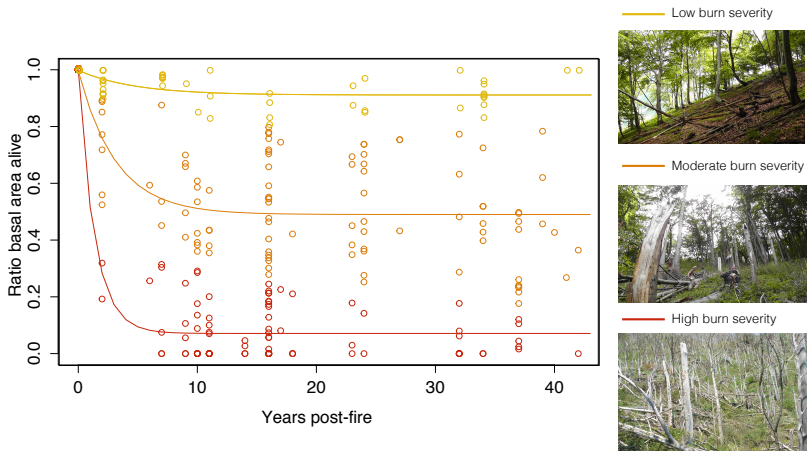 Low burn severity
Moderate burn severity
High burn severity
Ratio basal area alive
1.0
0.8
0.6
0.4
0.2
0.0
0 10 20 30 40
Years post-fire